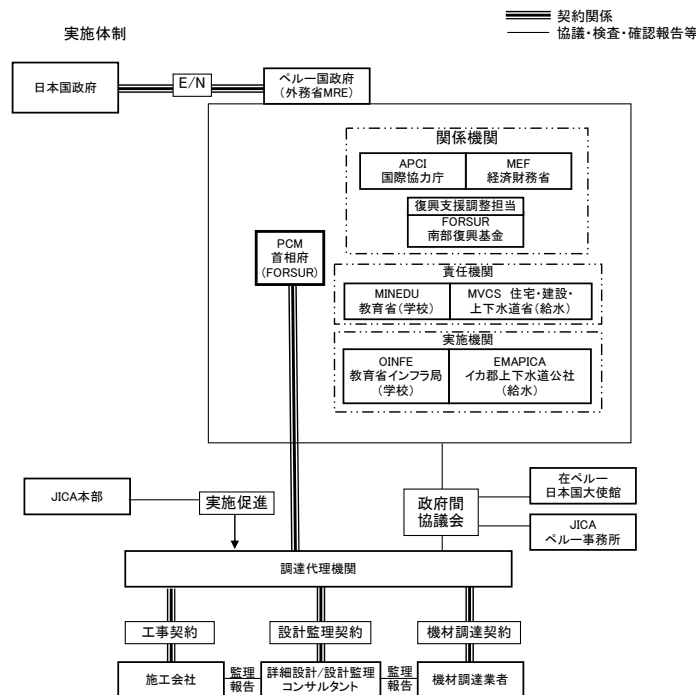 契約関係
協議・検査・確認報告等
実施体制
日本国政府
E/N
ペルー国政府
(外務省MRE)
関係機関
APCI
国際協力庁
MEF
経済財務省
復興支援調整担当
FORSUR
南部復興基金
PCM
首相府
(FORSUR)
責任機関
MINEDU
教育省(学校)
MVCS 住宅・建設・
上下水道省(給水)
実施機関
OINFE
教育省インフラ局
(学校)
EMAPICA
イカ郡上下水道公社
(給水)
JICA本部
実施促進
政府間
協議会
在ペルー
日本国大使館
JICA
ペルー事務所
調達代理機関
工事契約
設計監理契約
機材調達契約
施工会社
監理
報告
詳細設計/設計監理
コンサルタント
監理
報告
機材調達業者